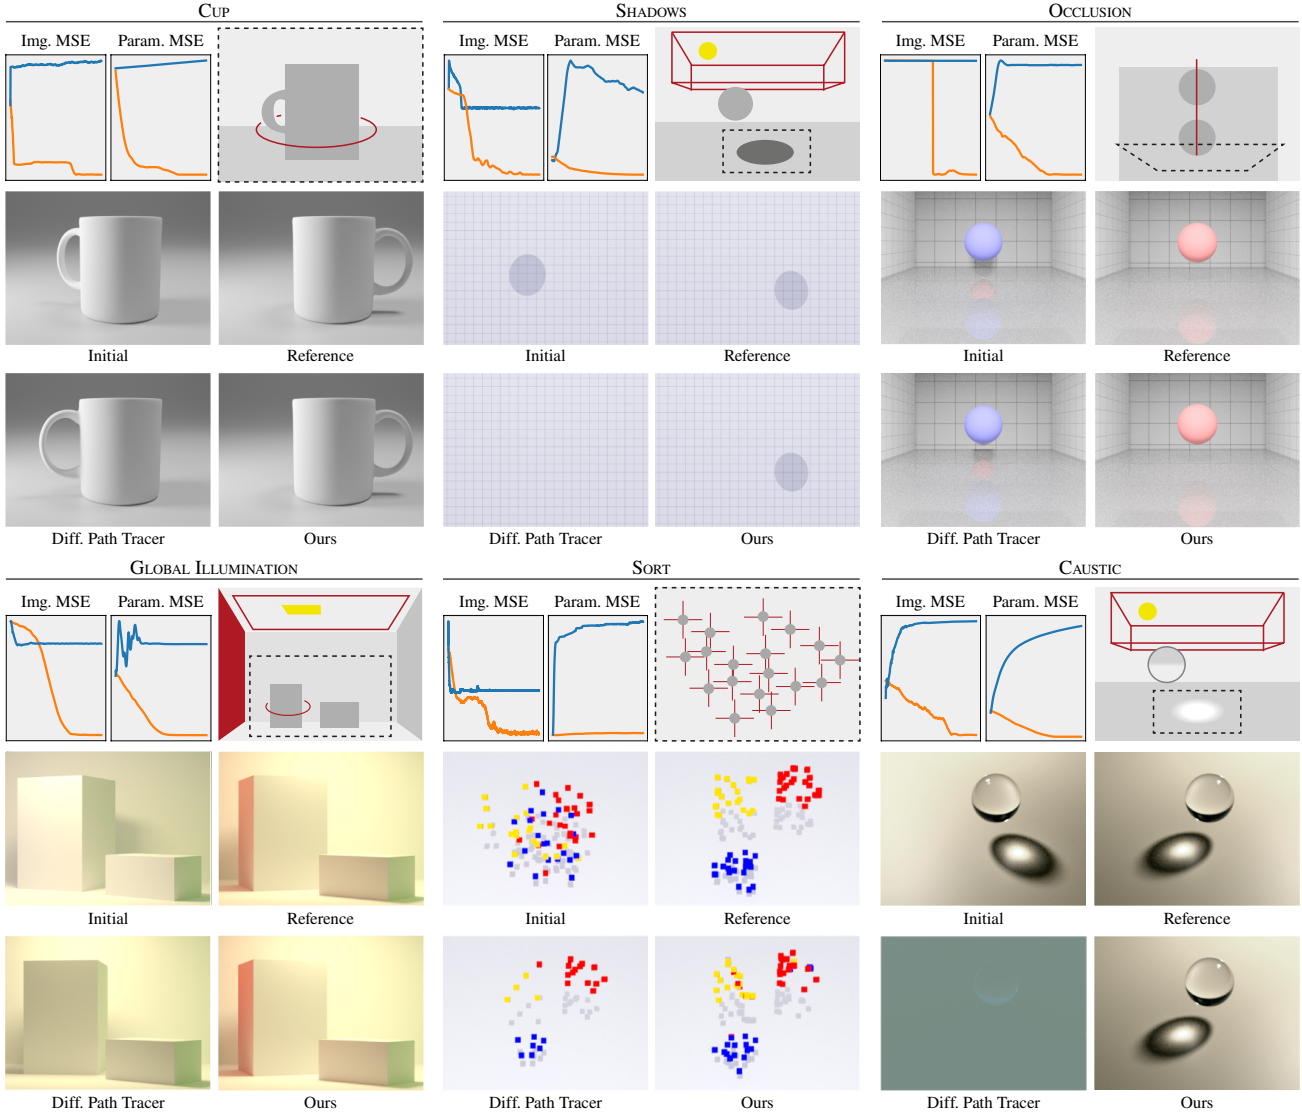 CUP
Img. MSE Param. MSE
Initial Reference
Diff. Path Tracer Ours
SHADOWS
Img. MSE Param. MSE
Initial Reference
Diff. Path Tracer Ours
OCCLUSION
Img. MSE Param. MSE
Initial Reference
Diff. Path Tracer Ours
GLOBAL ILLUMINATION
Img. MSE Param. MSE
Initial Reference
Diff. Path Tracer Ours
SORT
Img. MSE Param. MSE
Initial Reference
Diff. Path Tracer Ours
CAUSTIC
Img. MSE Param. MSE
Initial Reference
Diff. Path Tracer Ours